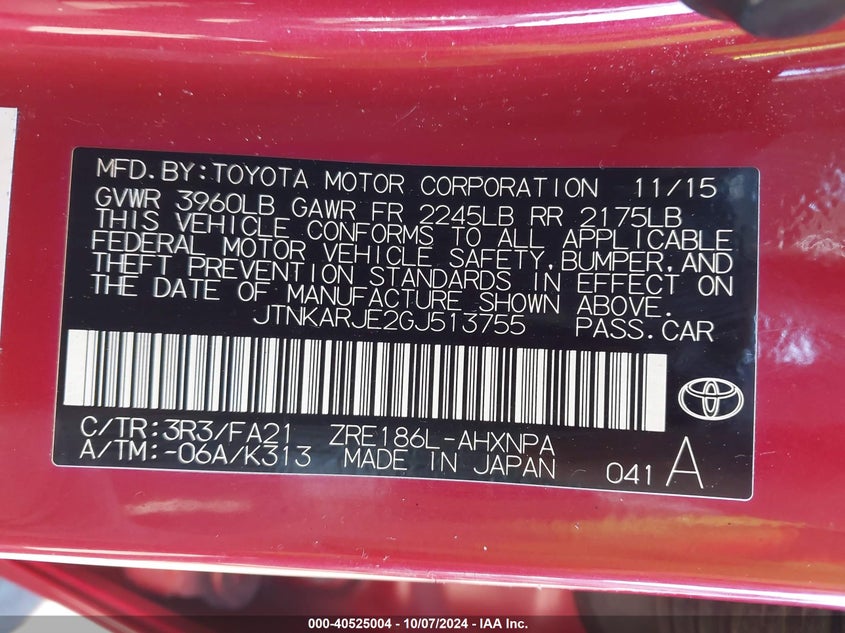 MFD.BY:TOYOTA MOTOR CORPORATION 11/15
GVWR 3960LB GAWR FR 2245LB RR 2175LB
THIS VEHICLE CONFORMS TO ALL APPLICABLE
FEDERAL MOTOR VEHICLE SAFETY,BUMPER,AND
THEFT PREVENTION STANDARDS IN EFFECT ON
THE DATE OF MANUFACTURE SHOWN ABOVE.
JTNKARJE2GJ513755 PASS.CAR
C/TR:3R3/FA21 ZRE186L-AHXNPA
A/TM:-06A/K313 MADE IN JAPAN 041 A
000-40525004 - 10/07/2024 - IAA Inc.